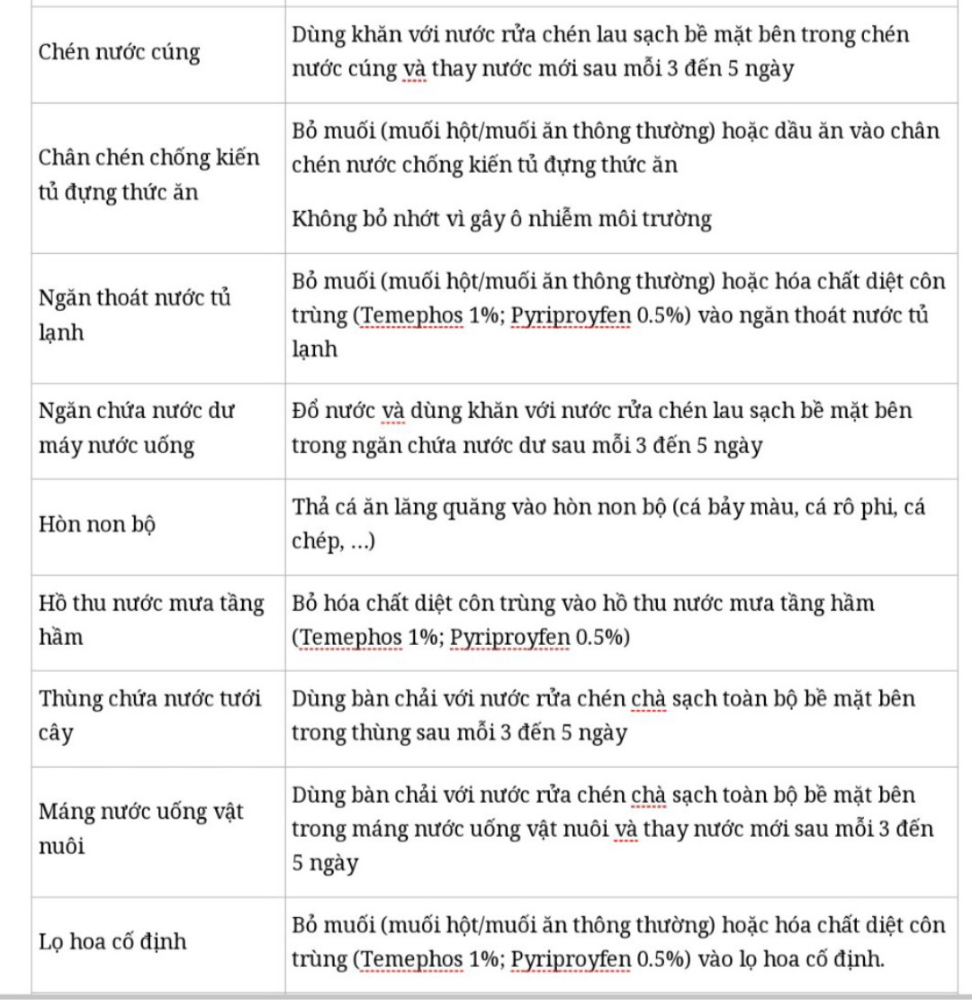 Chén nước cúng
Dùng khăn với nước rửa chén lau sạch bề mặt bên trong chén
nước cúng và thay nước mới sau mỗi 3 đến 5 ngày
Chân chén chống kiến
tủ đựng thức ăn
Bỏ muối (muối hột/muối ăn thông thường) hoặc dầu ăn vào chân
chén nước chống kiến tủ đựng thức ăn
Không bỏ nhớt vì gây ô nhiễm môi trường
Ngăn thoát nước tủ
lạnh
Bỏ muối (muối hột/muối ăn thông thường) hoặc hóa chất diệt côn
trùng (Temephos 1%; Pyriproyfen 0.5%) vào ngăn thoát nước tủ
lạnh
Ngăn chứa nước dư
máy nước uống
Đổ nước và dùng khăn với nước rửa chén lau sạch bề mặt bên
trong ngăn chứa nước dư sau mỗi 3 đến 5 ngày
Hòn non bộ
Thả cá ăn lăng quăng vào hòn non bộ (cá bảy màu, cá rô phi, cá
chép, ...)
Hồ thu nước mưa tầng
hầm
Bỏ hóa chất diệt côn trùng vào hồ thu nước mưa tầng hầm
(Temephos 1%; Pyriproyfen 0.5%)
Thùng chứa nước tưới
cây
Dùng bàn chải với nước rửa chén chà sạch toàn bộ bề mặt bên
trong thùng sau mỗi 3 đến 5 ngày
Máng nước uống vật
nuôi
Dùng bàn chải với nước rửa chén chà sạch toàn bộ bề mặt bên
trong máng nước uống vật nuôi và thay nước mới sau mỗi 3 đến
5 ngày
Lọ hoa cố định
Bỏ muối (muối hột/muối ăn thông thường) hoặc hóa chất diệt côn
trùng (Temephos 1%; Pyriproyfen 0.5%) vào lọ hoa cố định.